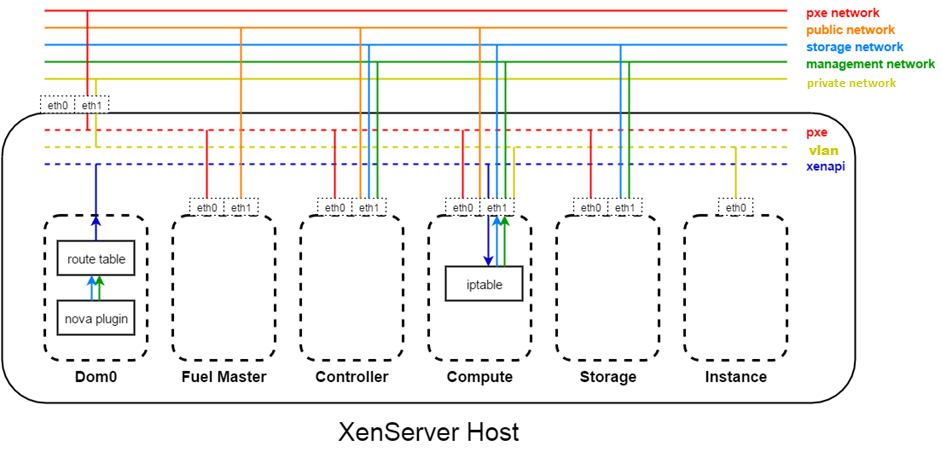 pxe network
public network
storage network
management network
private network
eth0 eth1
pxe
vlan
xenapi
eth0 eth1
eth0 eth1
eth0 eth1
eth0 eth1
eth0
route table
nova plugin
iptable
Dom0
Fuel Master
Controller
Compute
Storage
Instance
XenServer Host